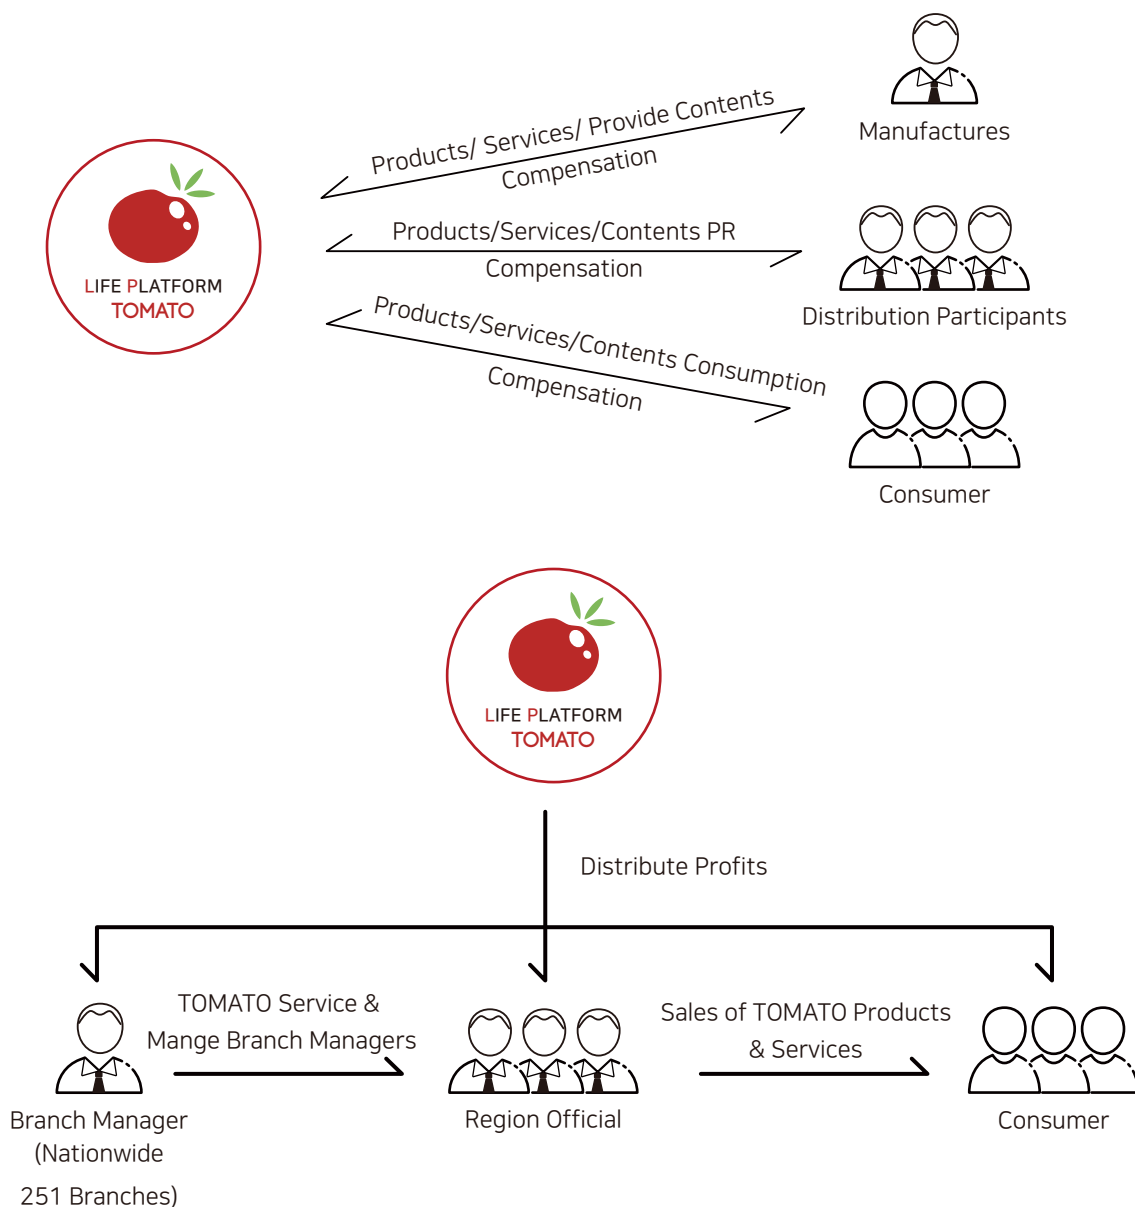 Manufactures
Products/ Services/ Provide Contents
Compensation
LIFE PLATFORM
TOMATO
Products/Services/Contents PR
Compensation
Distribution Participants
Products/Services/Contents Consumption
Compensation
Consumer
LIFE PLATFORM
TOMATO
Distribute Profits
TOMATO Service &
Mange Branch Managers
Sales of TOMATO Products
& Services
Branch Manager
(Nationwide
251 Branches)
Region Official
Consumer